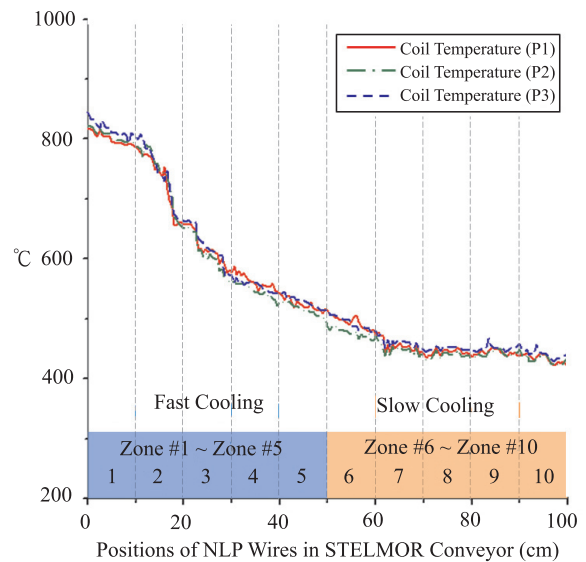 1000
800
600
400
200
℃
Coil Temperature (P1)
Coil Temperature (P2)
Coil Temperature (P3)
Fast Cooling
Slow Cooling
Zone #1 ~ Zone #5
Zone #6 ~ Zone #10
1 2 3 4 5 6 7 8 9 10
0 20 40 60 80 100
Positions of NLP Wires in STELMOR Conveyor (cm)